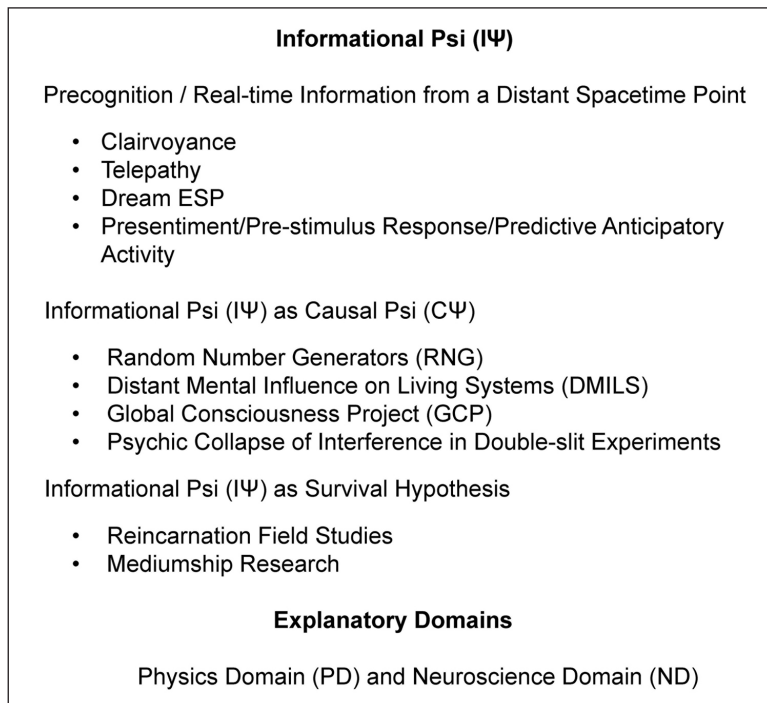 Informational Psi (IΨ)
Precognition / Real-time Information from a Distant Spacetime Point
• Clairvoyance
• Telepathy
• Dream ESP
• Presentiment/Pre-stimulus Response/Predictive Anticipatory
Activity
Informational Psi (IΨ) as Causal Psi (CΨ)
• Random Number Generators (RNG)
• Distant Mental Influence on Living Systems (DMILS)
• Global Consciousness Project (GCP)
• Psychic Collapse of Interference in Double-slit Experiments
Informational Psi (IΨ) as Survival Hypothesis
• Reincarnation Field Studies
• Mediumship Research
Explanatory Domains
Physics Domain (PD) and Neuroscience Domain (ND)